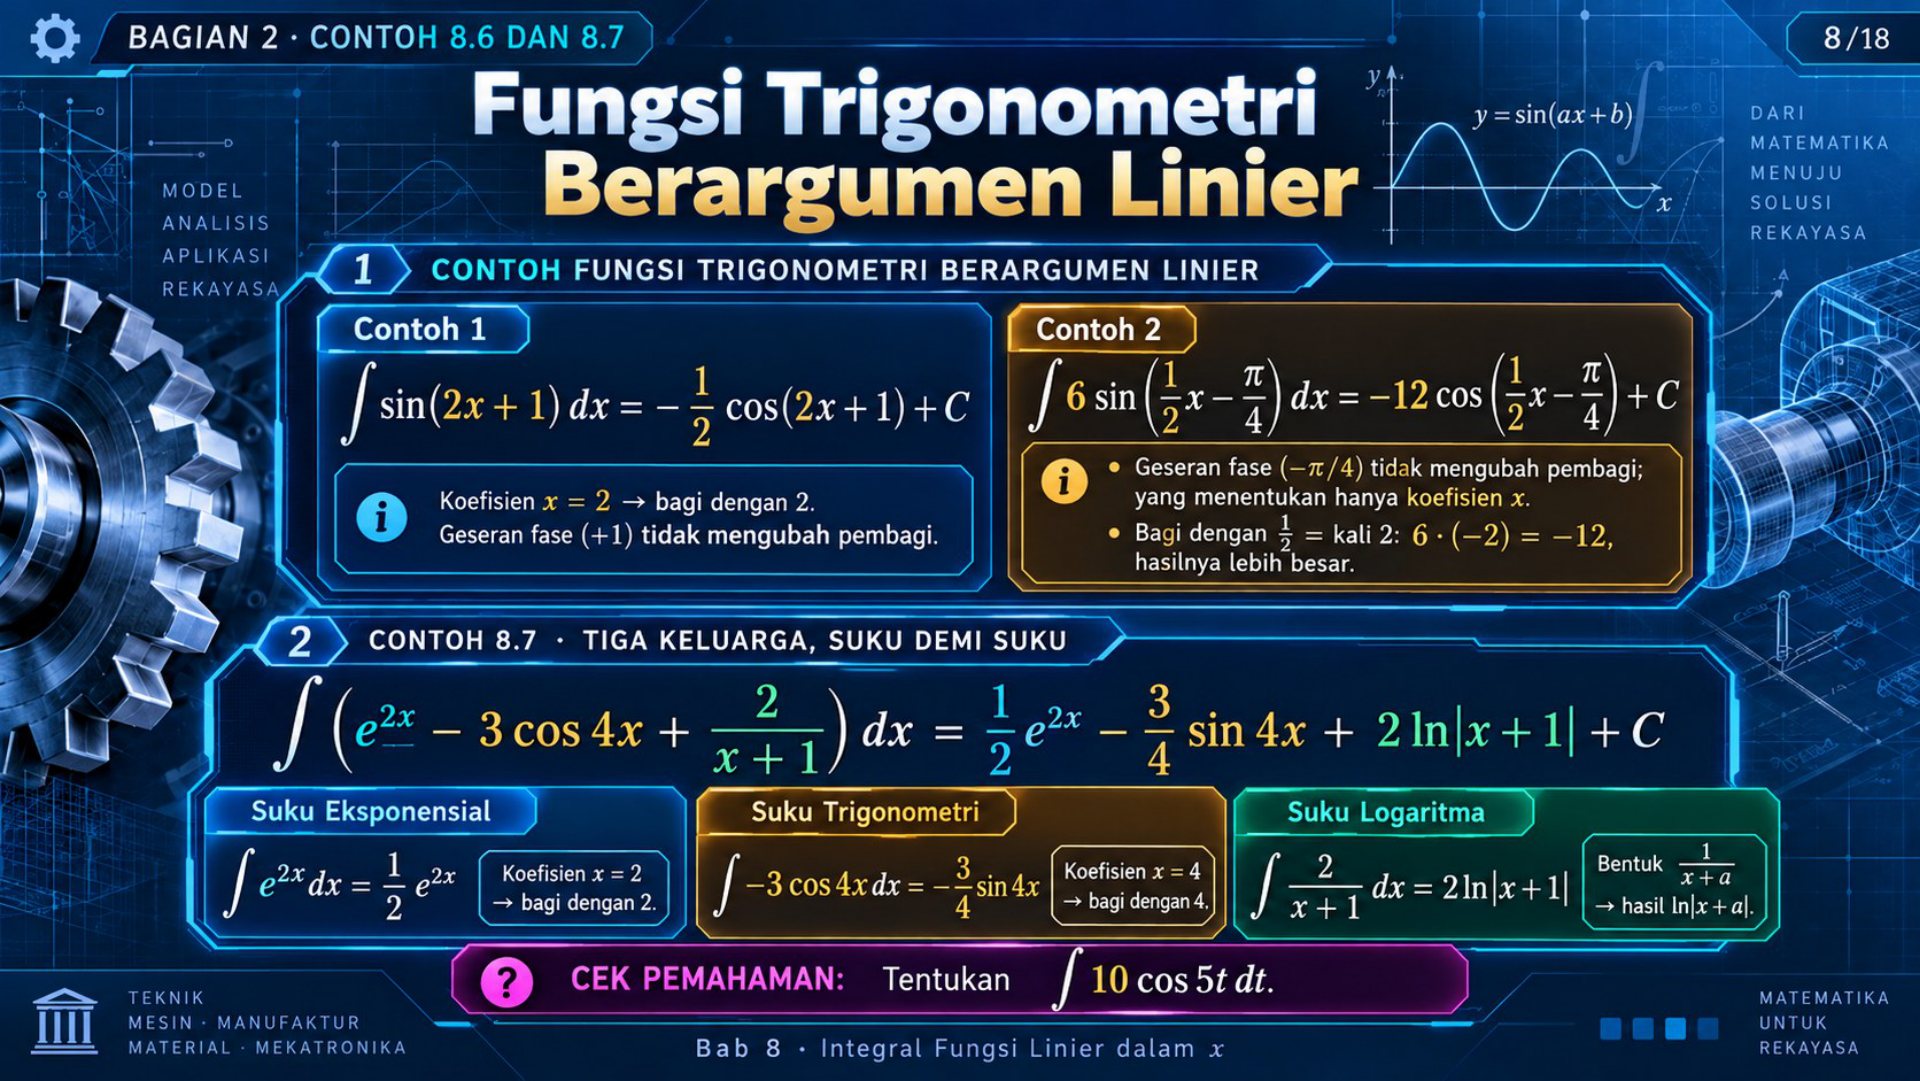 BAGIAN 2 · CONTOH 8.6 DAN 8.7
8/18
Fungsi Trigonometri
Berargumen Linier
MODEL
ANALISIS
APLIKASI
REKAYASA
y
y = sin(ax + b)
x
DARI
MATEMATIKA
MENUJU
SOLUSI
REKAYASA
1 CONTOH FUNGSI TRIGONOMETRI BERARGUMEN LINIER
Contoh 1
∫ sin(2x + 1) dx = − 1/2 cos(2x + 1) + C
i
Koefisien x = 2 → bagi dengan 2.
Geseran fase (+1) tidak mengubah pembagi.
Contoh 2
∫ 6 sin (1/2 x − π/4) dx = −12 cos (1/2 x − π/4) + C
i
• Geseran fase (−π/4) tidak mengubah pembagi;
yang menentukan hanya koefisien x.
• Bagi dengan 1/2 = kali 2: 6 · (−2) = −12,
hasilnya lebih besar.
2 CONTOH 8.7 · TIGA KELUARGA, SUKU DEMI SUKU
∫ (e^{2x} − 3 cos 4x + 2/(x + 1)) dx = 1/2 e^{2x} − 3/4 sin 4x + 2 ln|x + 1| + C
Suku Eksponensial
∫ e^{2x} dx = 1/2 e^{2x}
Koefisien x = 2
→ bagi dengan 2.
Suku Trigonometri
∫ −3 cos 4x dx = −3/4 sin 4x
Koefisien x = 4
→ bagi dengan 4.
Suku Logaritma
∫ 2/(x + 1) dx = 2 ln|x + 1|
Bentuk 1/(x + a)
→ hasil ln|x + a|.
? CEK PEMAHAMAN: Tentukan ∫ 10 cos 5t dt.
TEKNIK
MESIN · MANUFAKTUR
MATERIAL · MEKATRONIKA
Bab 8 · Integral Fungsi Linier dalam x
MATEMATIKA
UNTUK
REKAYASA